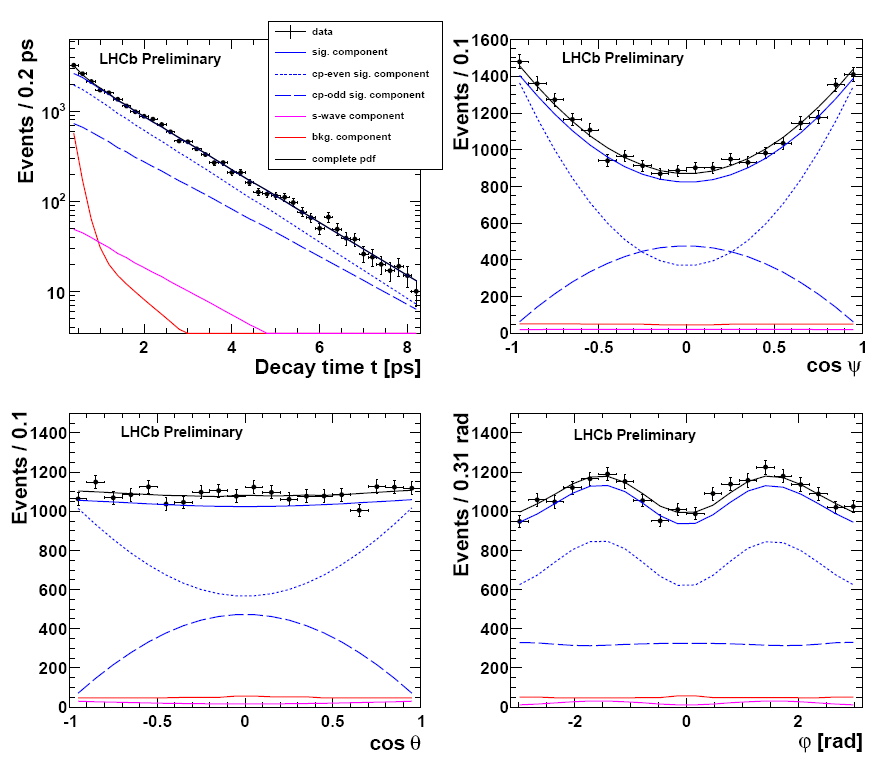 LHCb Preliminary
data
sig. component
cp-even sig. component
cp-odd sig. component
s-wave component
bkg. component
complete pdf
Events / 0.2 ps
10³
10²
10
2 4 6 8
Decay time t [ps]
LHCb Preliminary
Events / 0.1
1600
1400
1200
1000
800
600
400
200
0
-1 -0.5 0 0.5 1
cos ψ
LHCb Preliminary
Events / 0.1
1400
1200
1000
800
600
400
200
0
-1 -0.5 0 0.5 1
cos θ
LHCb Preliminary
Events / 0.31 rad
1400
1200
1000
800
600
400
200
0
-2 0 2
φ [rad]